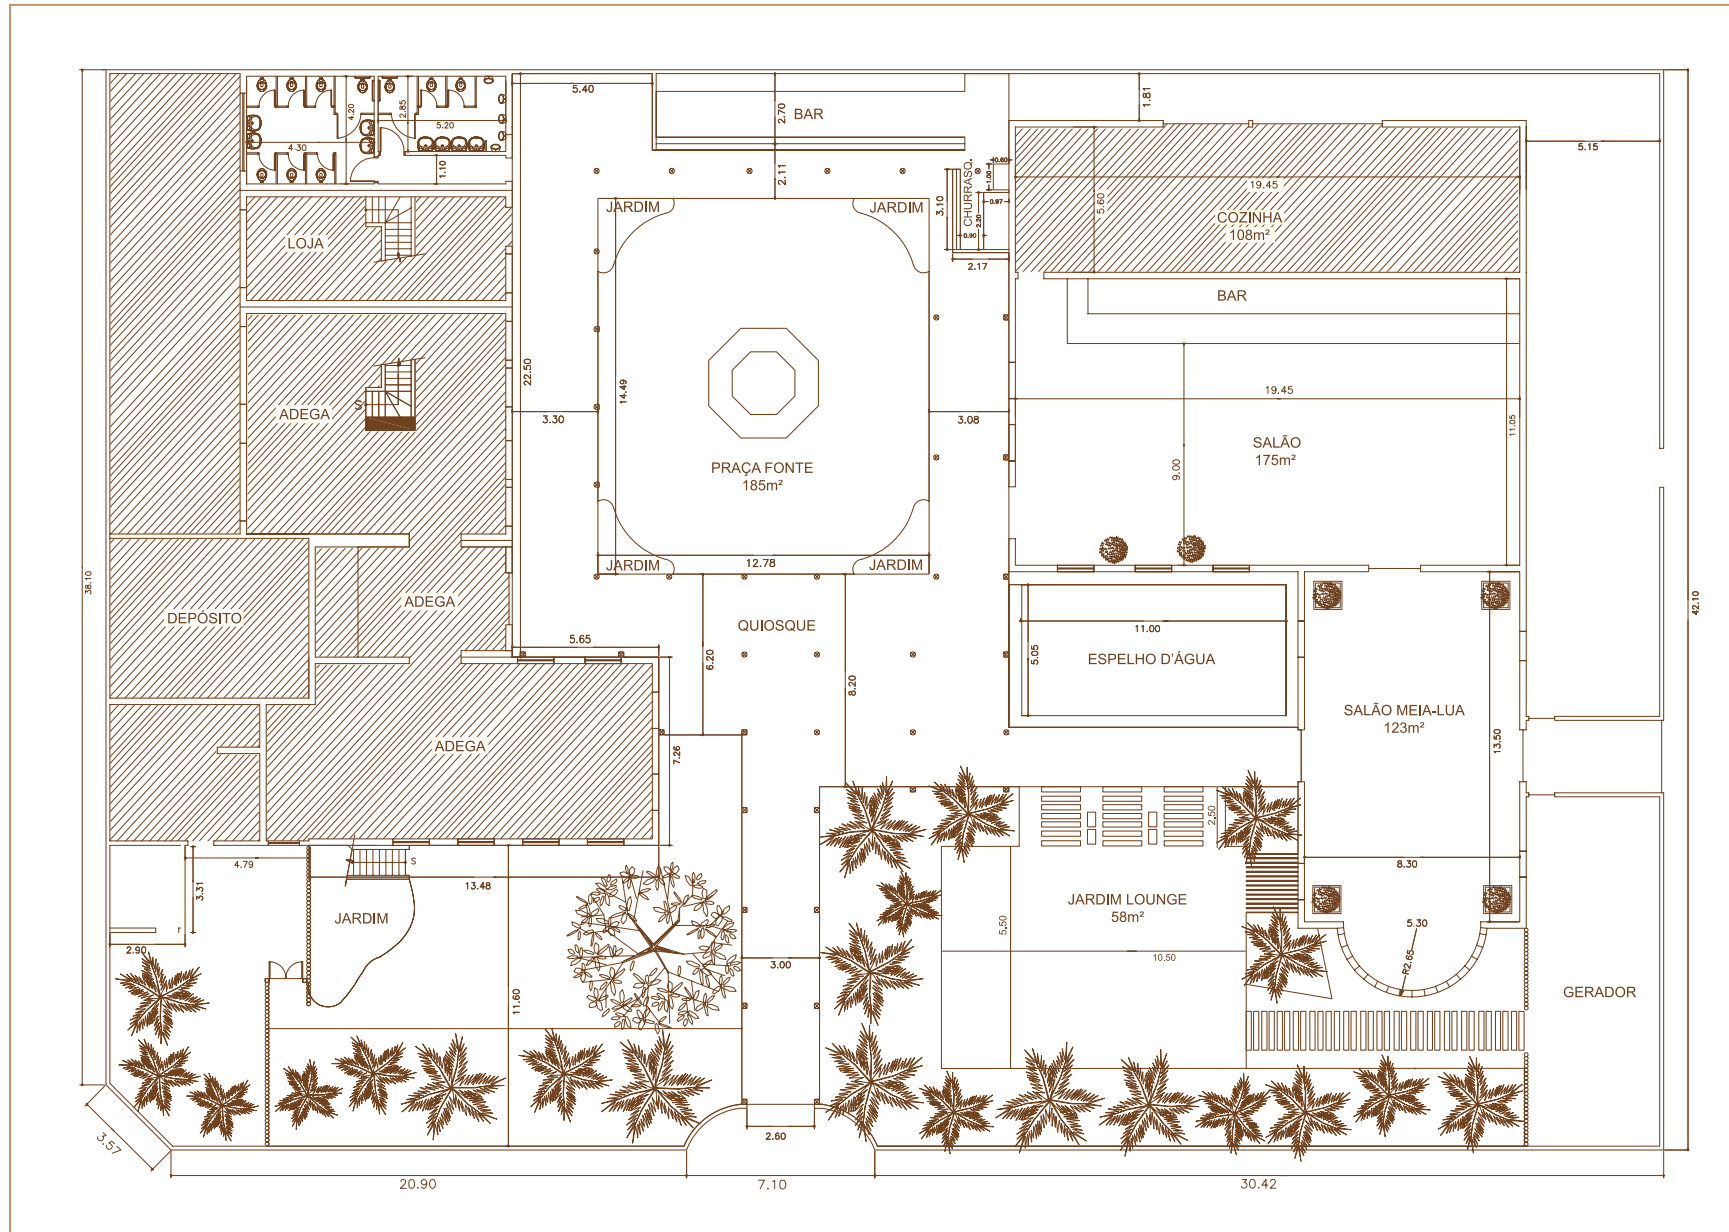 5.40
2.70
BAR
1.81
4.20
2.85
5.20
4.30
1.10
2.11
5.15
CHURRASQ.
0.60
1.00
0.97
3.10
2.20
0.90
2.17
19.45
5.60
COZINHA
108m²
JARDIM
JARDIM
LOJA
BAR
22.50
14.49
3.30
3.08
19.45
11.05
9.00
ADEGA
S
SALÃO
175m²
PRAÇA FONTE
185m²
JARDIM
12.78
JARDIM
38.10
42.10
ADEGA
DEPÓSITO
QUIOSQUE
5.65
6.20
8.20
11.00
5.05
ESPELHO D'ÁGUA
SALÃO MEIA-LUA
123m²
13.50
ADEGA
7.26
2,50
4.79
S
13.48
3.31
JARDIM
r
2.90
8.30
JARDIM LOUNGE
58m²
5.50
10.50
5.30
R2.65
3.00
11.60
GERADOR
2.60
3.57
20.90
7.10
30.42